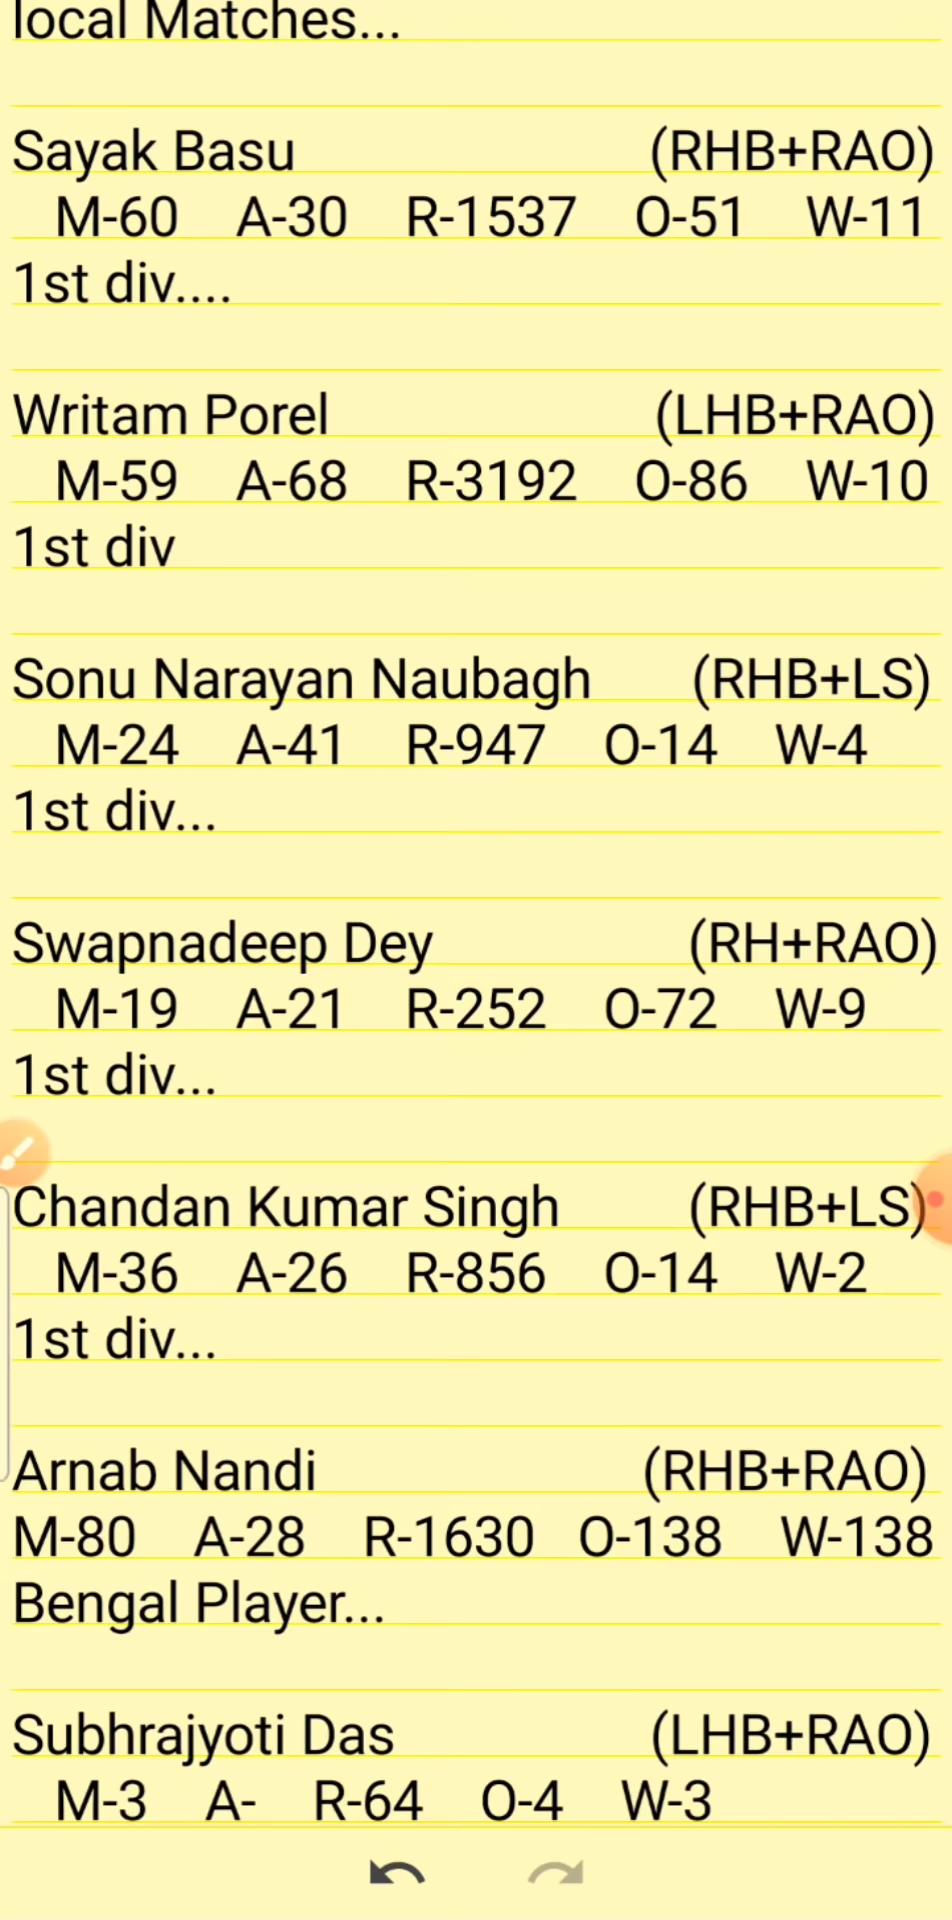 local Matches...
Sayak Basu (RHB+RAO)
M-60 A-30 R-1537 O-51 W-11
1st div....
Writam Porel (LHB+RAO)
M-59 A-68 R-3192 O-86 W-10
1st div
Sonu Narayan Naubagh (RHB+LS)
M-24 A-41 R-947 O-14 W-4
1st div...
Swapnadeep Dey (RH+RAO)
M-19 A-21 R-252 O-72 W-9
1st div...
Chandan Kumar Singh (RHB+LS)
M-36 A-26 R-856 O-14 W-2
1st div...
Arnab Nandi (RHB+RAO)
M-80 A-28 R-1630 O-138 W-138
Bengal Player...
Subhrajyoti Das (LHB+RAO)
M-3 A- R-64 O-4 W-3